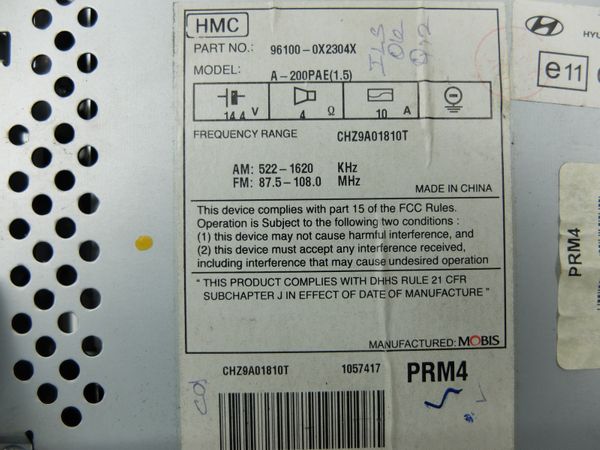 HMC
PART NO.: 96100-0X2304X
MODEL: A-200PAE(1.5)
14.4 V 4 Ω 10 A
FREQUENCY RANGE CHZ9A01810T
AM: 522-1620 KHz
FM: 87.5-108.0 MHz
MADE IN CHINA
This device complies with part 15 of the FCC Rules.
Operation is Subject to the following two conditions :
(1) this device may not cause harmful interference, and
(2) this device must accept any interference received,
including interference that may cause undesired operation
" THIS PRODUCT COMPLIES WITH DHHS RULE 21 CFR
SUBCHAPTER J IN EFFECT OF DATE OF MANUFACTURE "
MANUFACTURED: MOBIS
CHZ9A01810T 1057417 PRM4
HYU
e11
PRM4